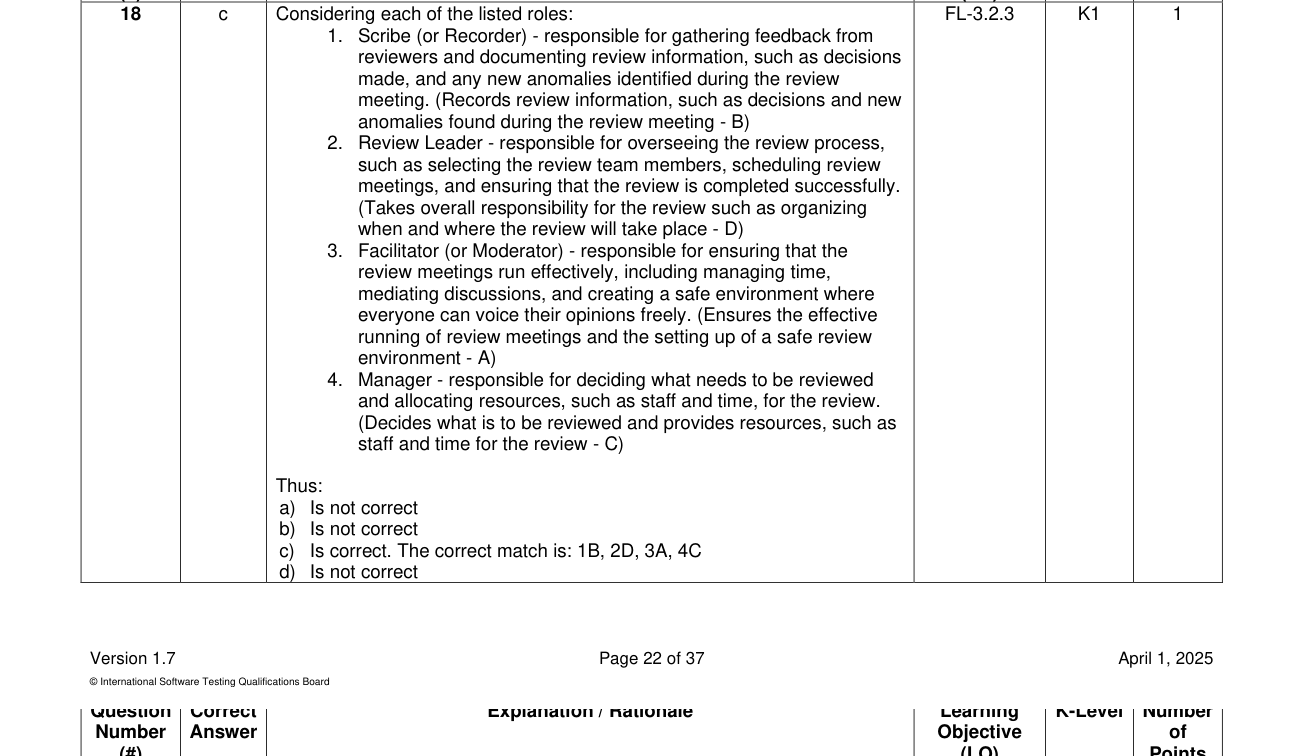 18 c Considering each of the listed roles: FL-3.2.3 K1 1
1. Scribe (or Recorder) - responsible for gathering feedback from
reviewers and documenting review information, such as decisions
made, and any new anomalies identified during the review
meeting. (Records review information, such as decisions and new
anomalies found during the review meeting - B)
2. Review Leader - responsible for overseeing the review process,
such as selecting the review team members, scheduling review
meetings, and ensuring that the review is completed successfully.
(Takes overall responsibility for the review such as organizing
when and where the review will take place - D)
3. Facilitator (or Moderator) - responsible for ensuring that the
review meetings run effectively, including managing time,
mediating discussions, and creating a safe environment where
everyone can voice their opinions freely. (Ensures the effective
running of review meetings and the setting up of a safe review
environment - A)
4. Manager - responsible for deciding what needs to be reviewed
and allocating resources, such as staff and time, for the review.
(Decides what is to be reviewed and provides resources, such as
staff and time for the review - C)
Thus:
a) Is not correct
b) Is not correct
c) Is correct. The correct match is: 1B, 2D, 3A, 4C
d) Is not correct
Version 1.7 Page 22 of 37 April 1, 2025
© International Software Testing Qualifications Board
Question Correct Explanation / Rationale Learning K-Level Number
Number Answer Objective of
(#) (LO) Points